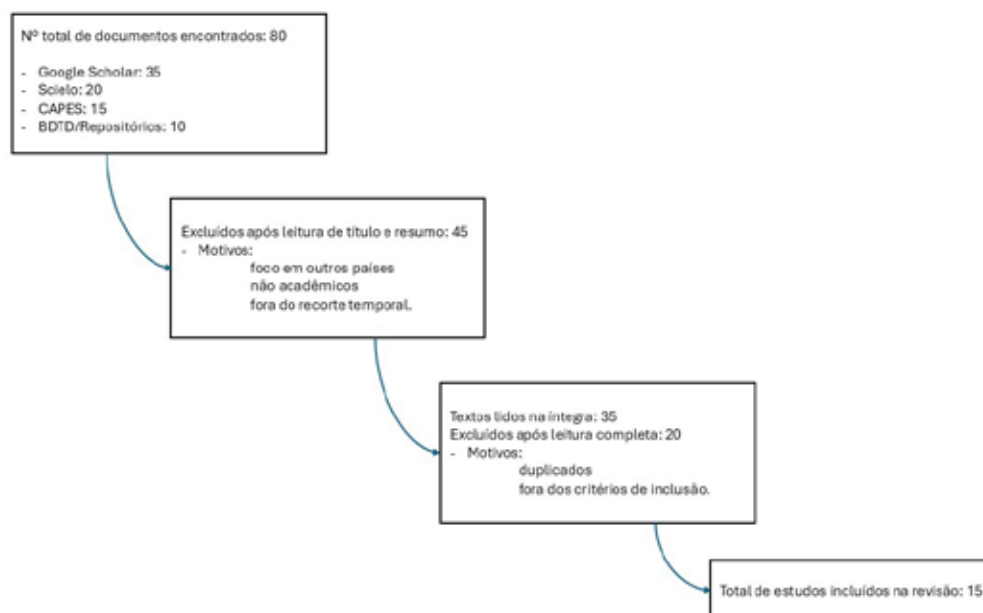 Nº total de documentos encontrados: 80
- Google Scholar: 35
- Scielo: 20
- CAPES: 15
- BDTD/Repositórios: 10
Excluídos após leitura de título e resumo: 45
- Motivos:
foco em outros países
não acadêmicos
fora do recorte temporal.
Textos lidos na íntegra: 35
Excluídos após leitura completa: 20
- Motivos:
duplicados
fora dos critérios de inclusão.
Total de estudos incluídos na revisão: 15